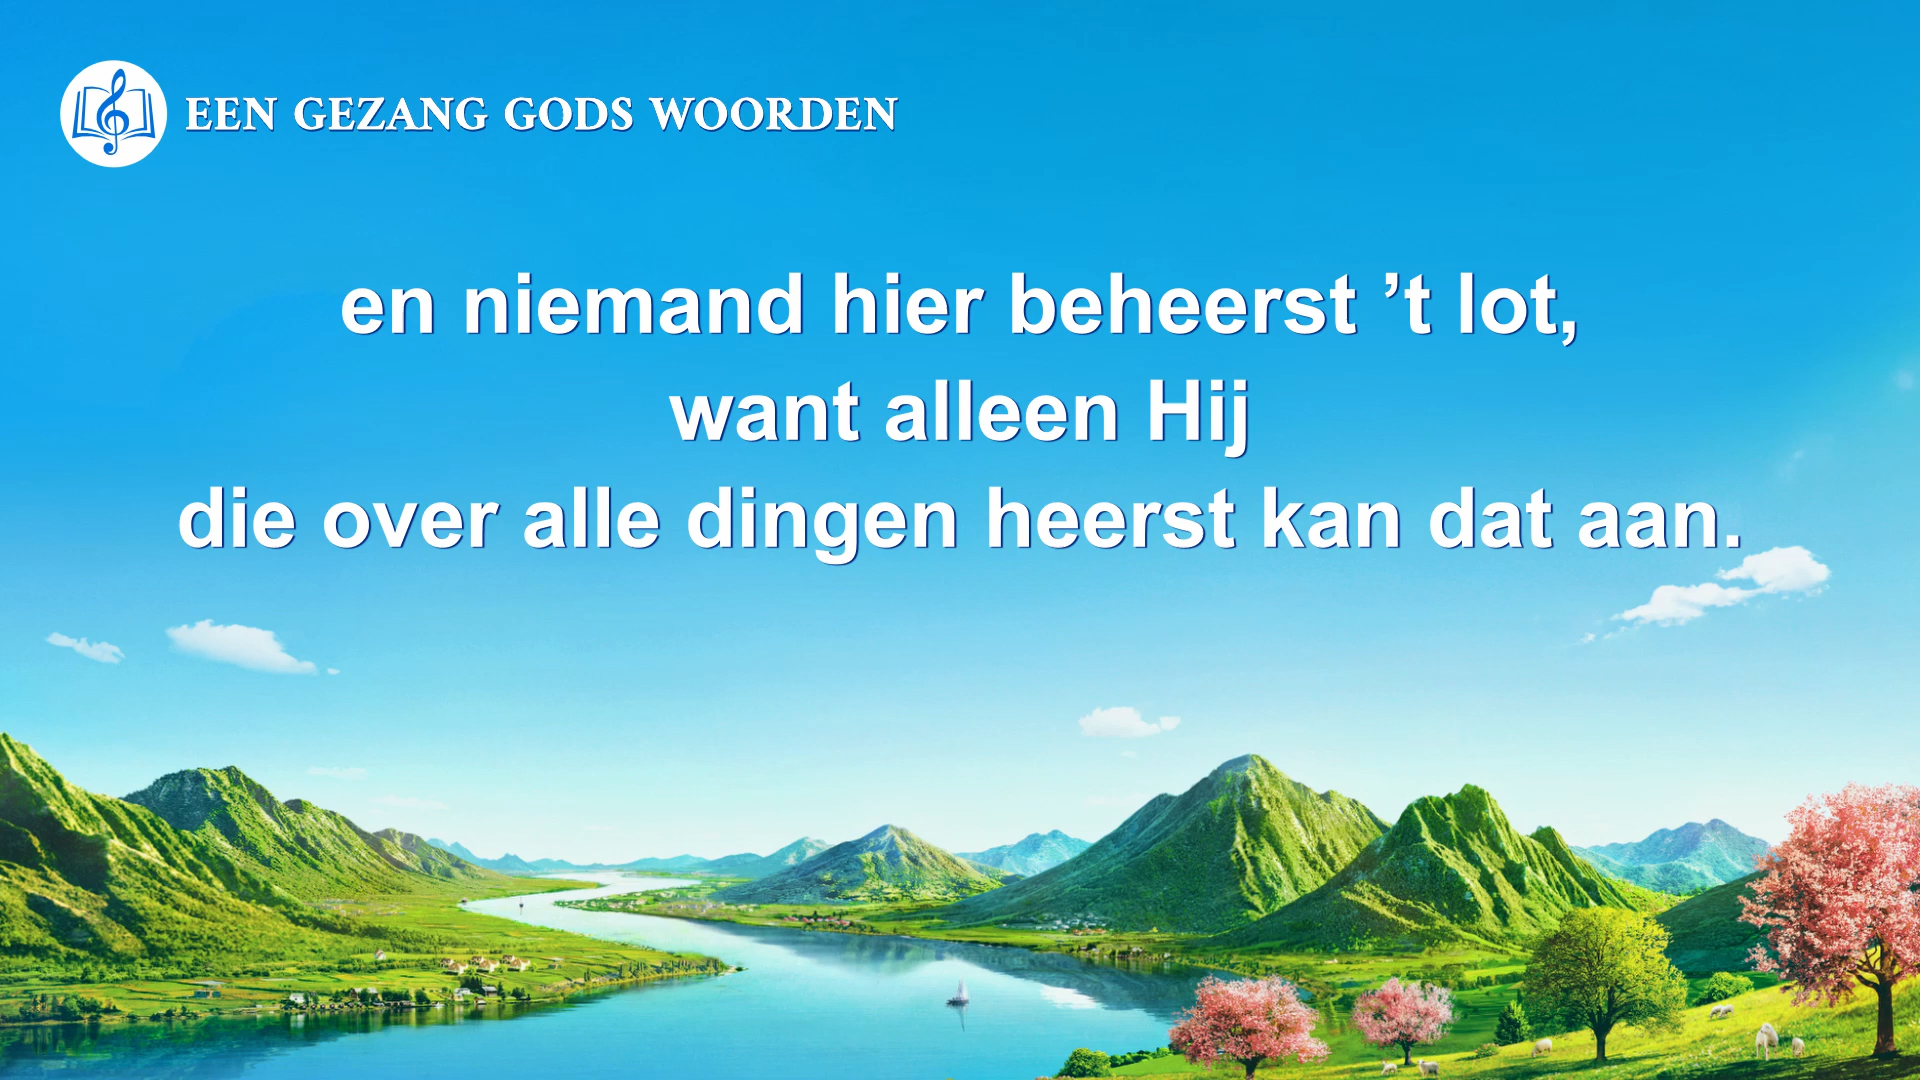 EEN GEZANG GODS WOORDEN
en niemand hier beheerst ’t lot,
want alleen Hij
die over alle dingen heerst kan dat aan.